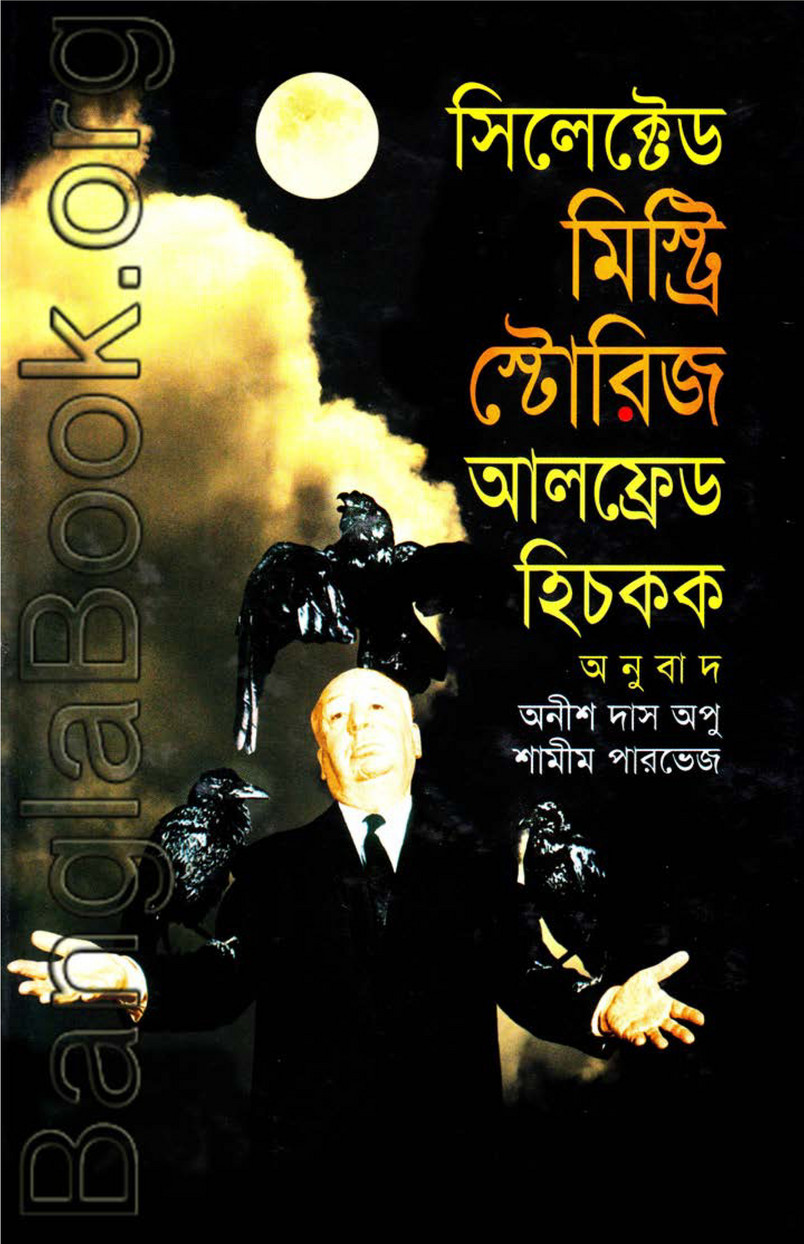 সিলেক্টেড
মিস্ট্রি
স্টোরিজ
আলফ্রেড
হিচকক
অ নু বা দ
অনীশ দাস অপু
শামীম পারভেজ
BanglaBook.org